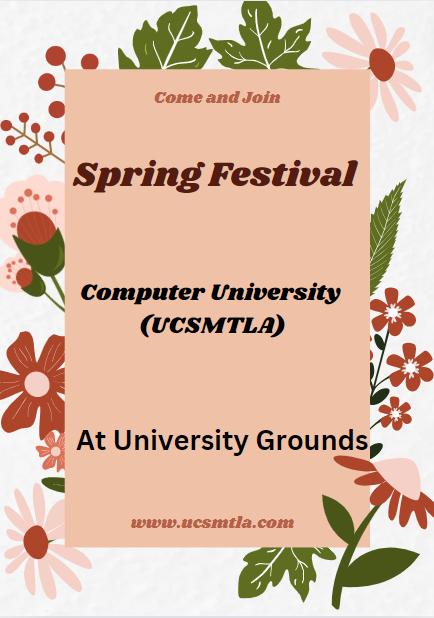 Come and Join
Spring Festival
Computer University
(UCSMTLA)
At University Grounds
www.ucsmtla.com